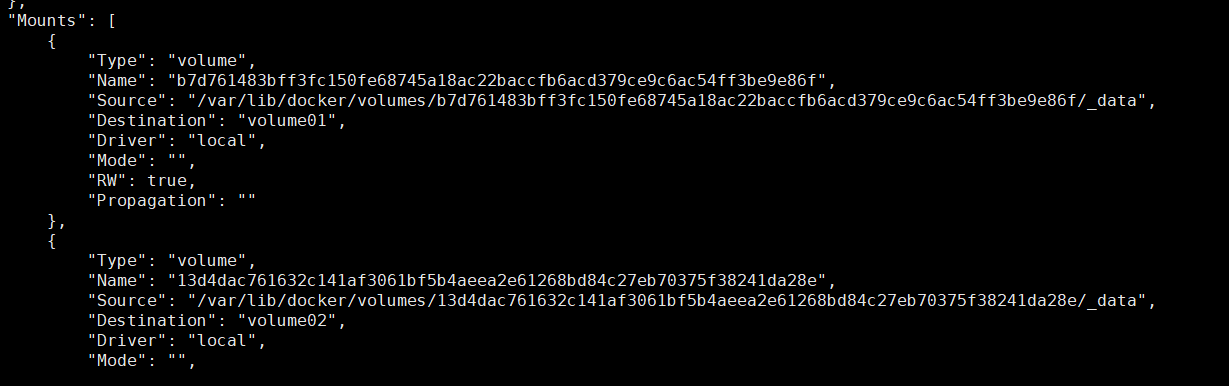 },
"Mounts": [
    {
        "Type": "volume",
        "Name": "b7d761483bff3fc150fe68745a18ac22baccfb6acd379ce9c6ac54ff3be9e86f",
        "Source": "/var/lib/docker/volumes/b7d761483bff3fc150fe68745a18ac22baccfb6acd379ce9c6ac54ff3be9e86f/_data",
        "Destination": "volume01",
        "Driver": "local",
        "Mode": "",
        "RW": true,
        "Propagation": ""
    },
    {
        "Type": "volume",
        "Name": "13d4dac761632c141af3061bf5b4aeea2e61268bd84c27eb70375f38241da28e",
        "Source": "/var/lib/docker/volumes/13d4dac761632c141af3061bf5b4aeea2e61268bd84c27eb70375f38241da28e/_data",
        "Destination": "volume02",
        "Driver": "local",
        "Mode": "",